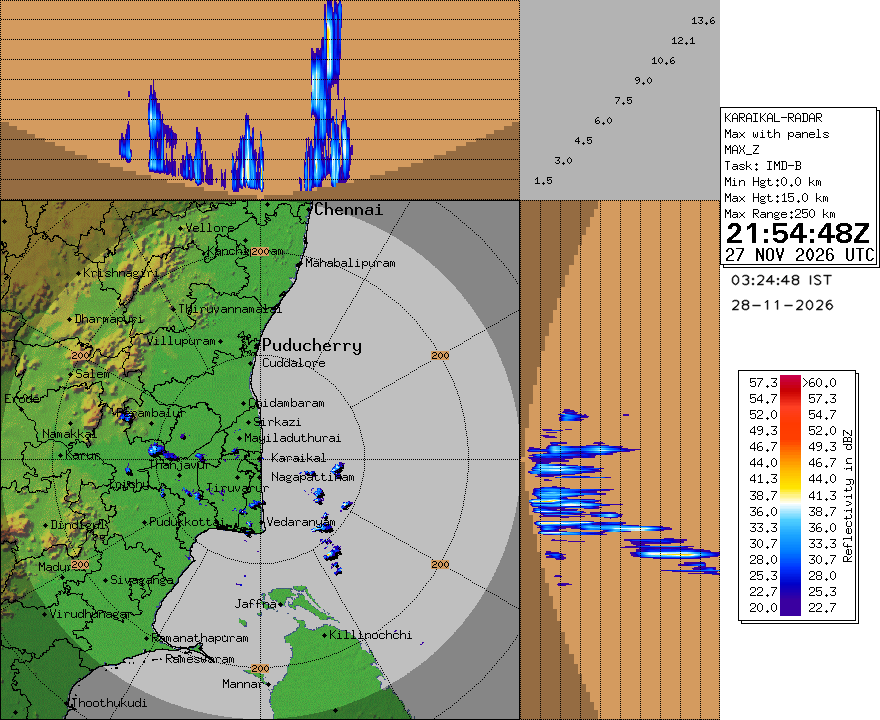 13.6
12.1
10.6
9.0
7.5
6.0
4.5
3.0
1.5
KARAIKAL-RADAR
Max with panels
MAX_Z
Task: IMD-B
Min Hgt:0.0 km
Max Hgt:15.0 km
Max Range:250 km
21:54:48Z
27 NOV 2026 UTC
03:24:48 IST
28-11-2026
Chennai
Vellore
200
Mahabalipuram
Krishnagiri
Thiruvannamalai
Dharmapuri
Villupuram
Puducherry
200
200
Cuddalore
Salem
Erode
Chidambaram
Perambalur
Sirkazi
Namakkal
Mayiladuthurai
Karur
Karaikal
Thanjavur
Nagapattinam
Tiruvarur
Dindigul
Pudukkottai
Vedaranyam
200
200
Madur
Sivaganga
Jaffna
Virudhunagar
Ramanathapuram
Killinochchi
Rameswaram
200
Mannar
Thoothukudi
57.3 >60.0
54.7 57.3
52.0 54.7
49.3 52.0
46.7 49.3
44.0 46.7
41.3 44.0
38.7 41.3
36.0 38.7
33.3 36.0
30.7 33.3
28.0 30.7
25.3 28.0
22.7 25.3
20.0 22.7
Reflectivity in dBZ